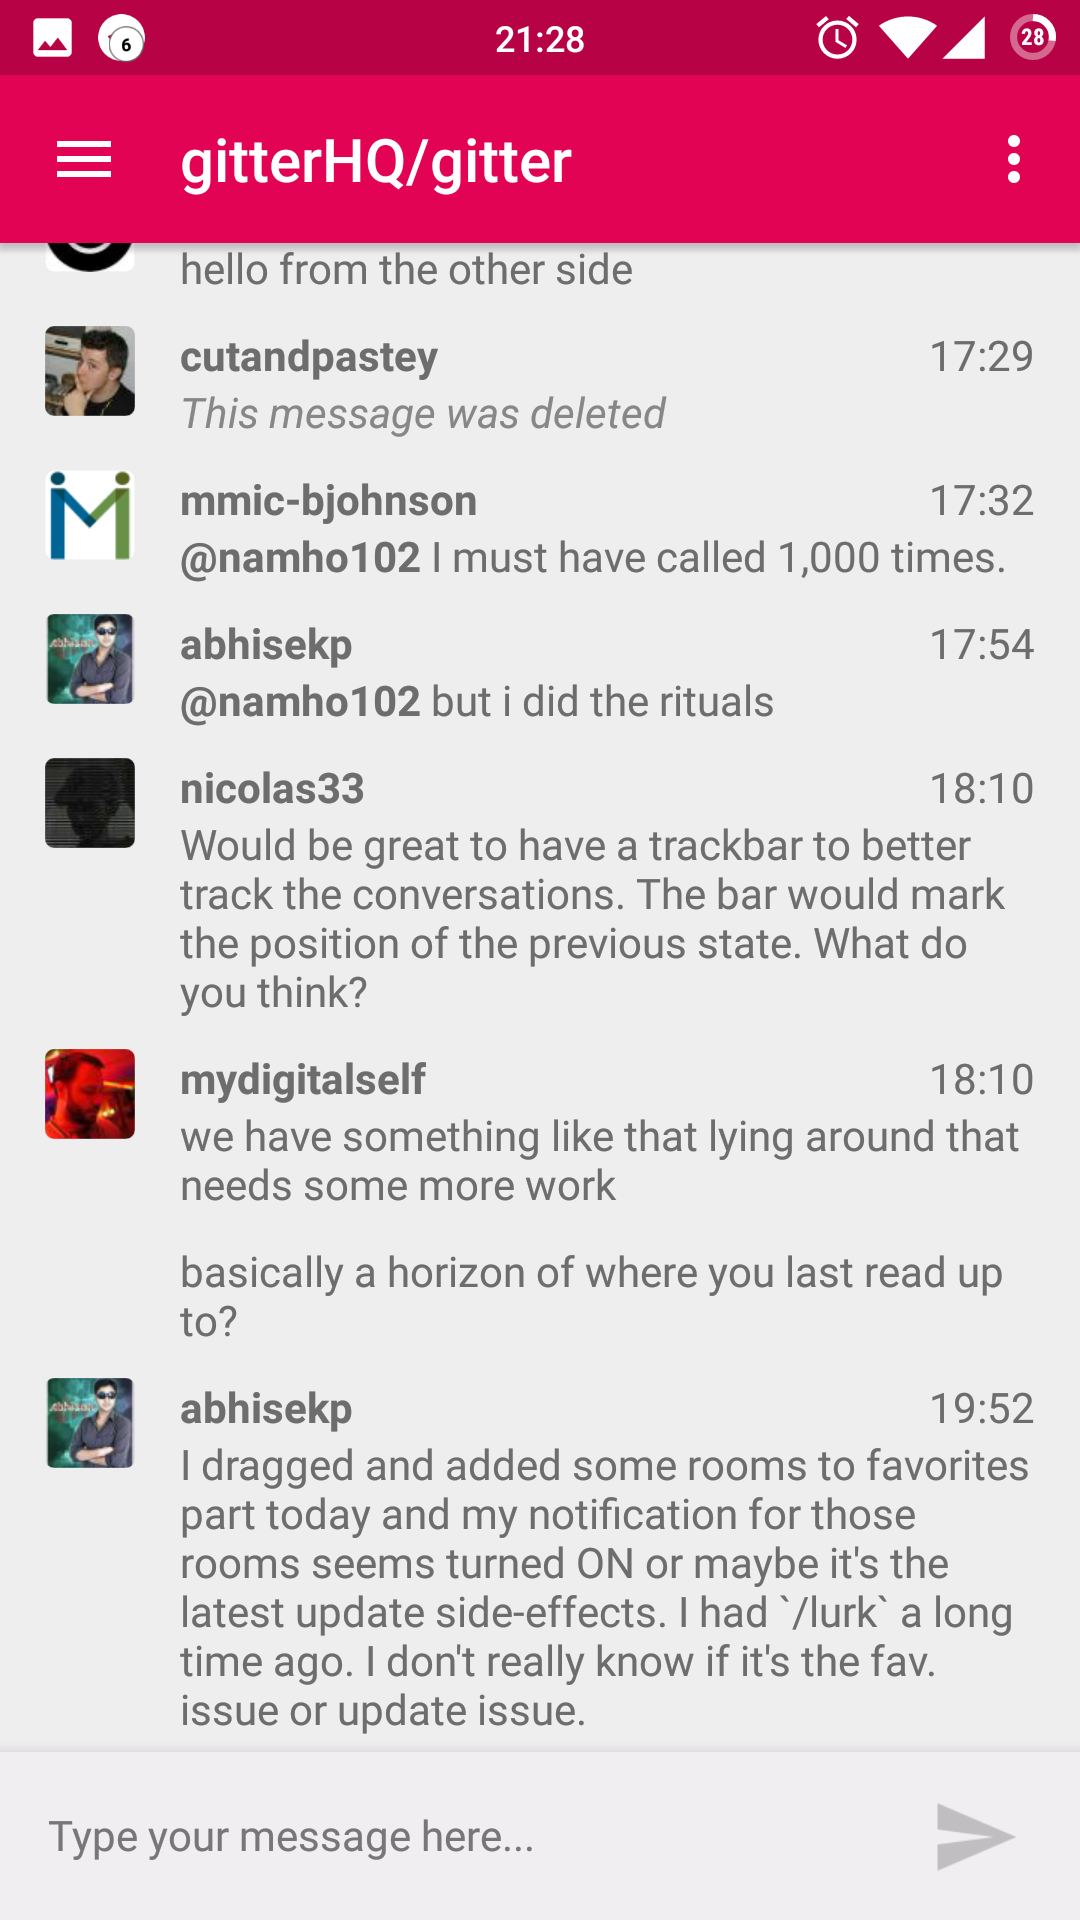 6
21:28
28
gitterHQ/gitter
hello from the other side
cutandpastey 17:29
This message was deleted
mmic-bjohnson 17:32
@namho102 I must have called 1,000 times.
abhisekp 17:54
@namho102 but i did the rituals
nicolas33 18:10
Would be great to have a trackbar to better
track the conversations. The bar would mark
the position of the previous state. What do
you think?
mydigitalself 18:10
we have something like that lying around that
needs some more work
basically a horizon of where you last read up
to?
abhisekp 19:52
I dragged and added some rooms to favorites
part today and my notification for those
rooms seems turned ON or maybe it's the
latest update side-effects. I had `/lurk` a long
time ago. I don't really know if it's the fav.
issue or update issue.
Type your message here...